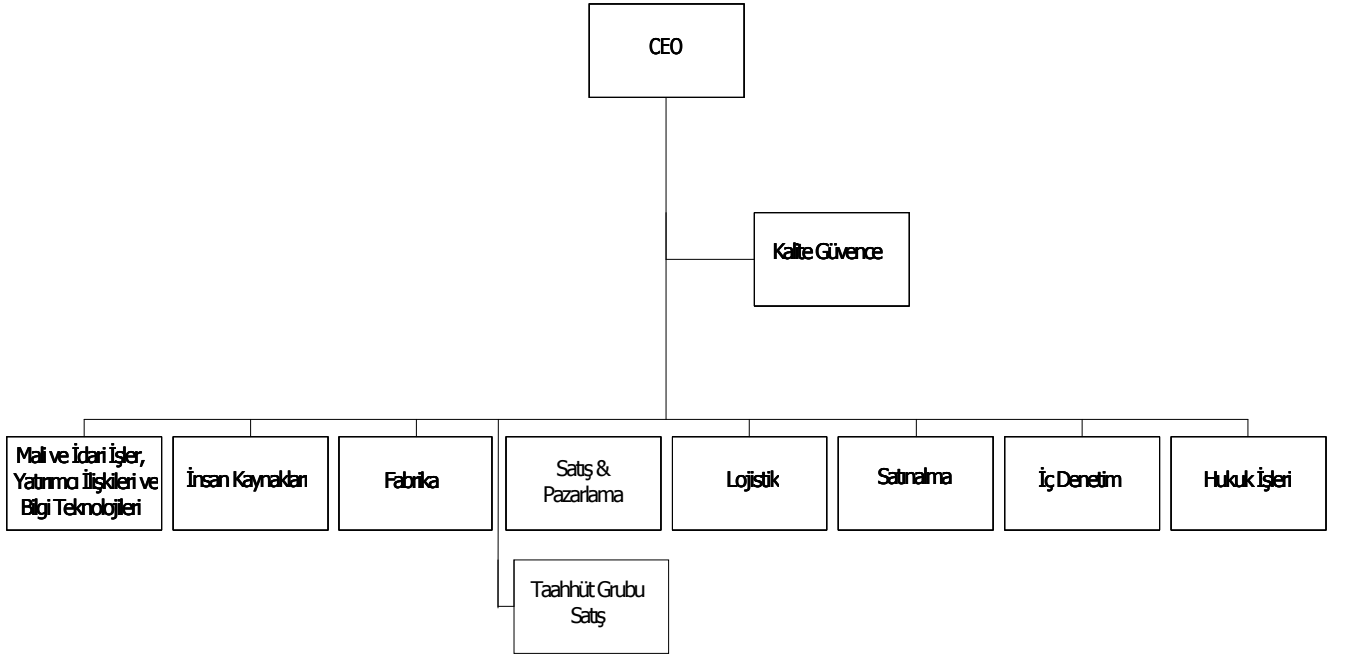 CEO
Kalite Güvence
Mali ve İdari İşler,
Yatırımcı İlişkileri ve
Bilgi Teknolojileri
İnsan Kaynakları
Fabrika
Satış &
Pazarlama
Lojistik
Satınalma
İç Denetim
Hukuk İşleri
Taahhüt Grubu
Satış